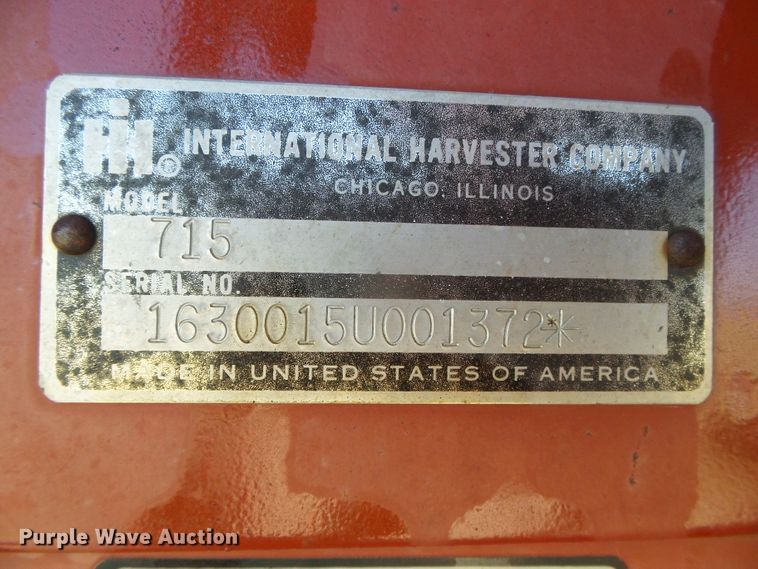 IH® INTERNATIONAL HARVESTER COMPANY
CHICAGO, ILLINOIS
MODEL
715
SERIAL NO.
1630015U001372*
MADE IN UNITED STATES OF AMERICA
Purple Wave Auction